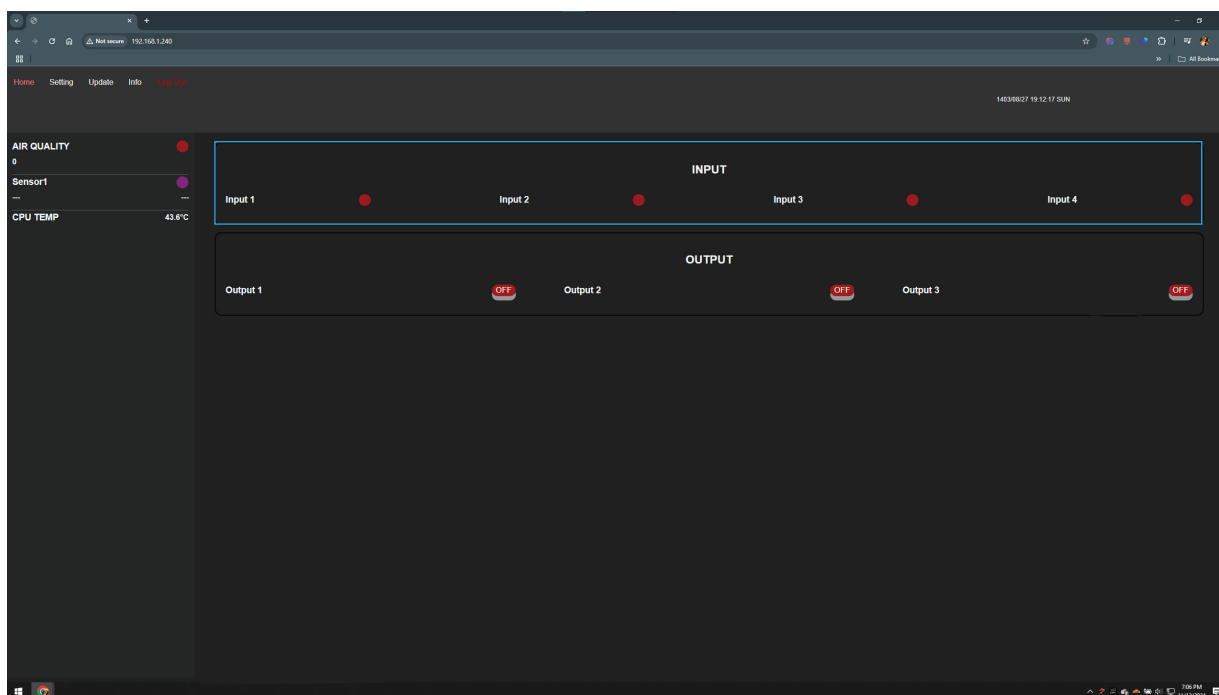 Not secure 192.168.1.240
All Bookma
Home Setting Update Info
1403/08/27 19:12:17 SUN
AIR QUALITY
0
Sensor1
--- ---
CPU TEMP 43.6°C
INPUT
Input 1 Input 2 Input 3 Input 4
OUTPUT
Output 1 OFF Output 2 OFF Output 3 OFF
7:06 PM